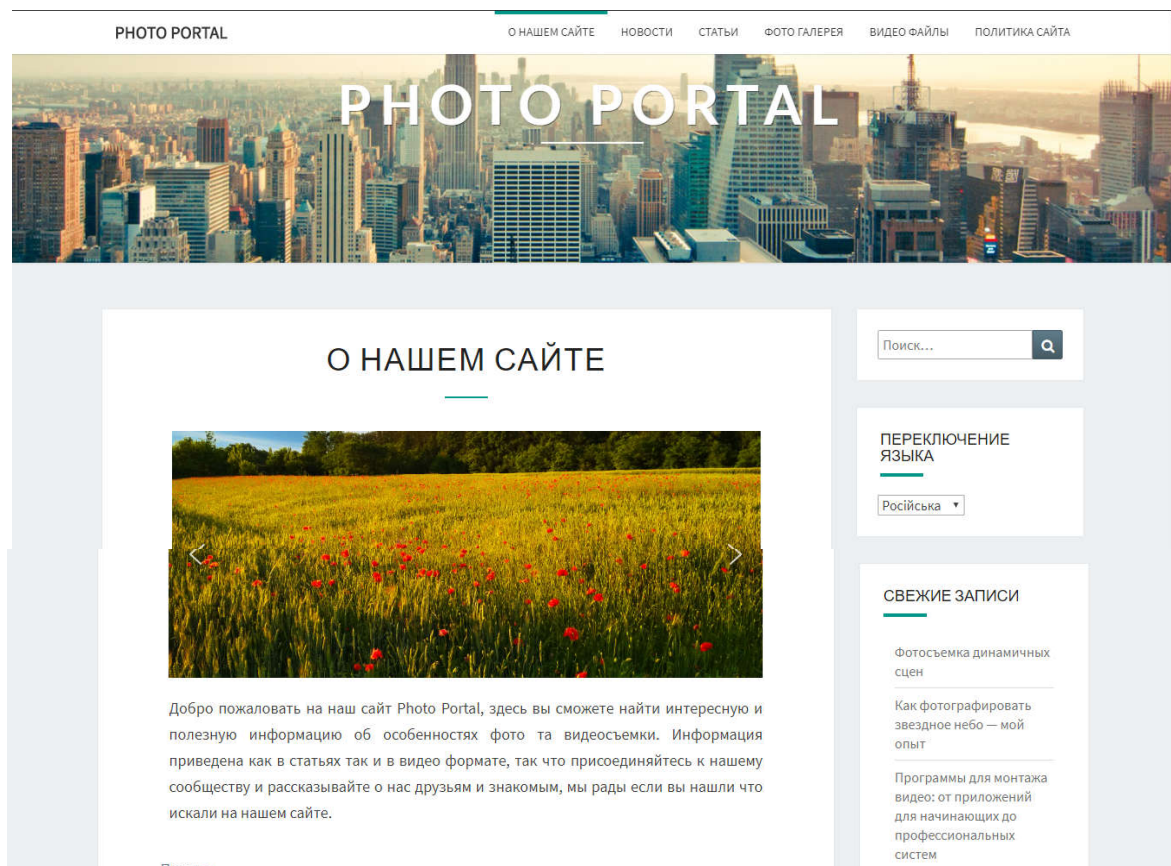 PHOTO PORTAL
О НАШЕМ САЙТЕ НОВОСТИ СТАТЬИ ФОТО ГАЛЕРЕЯ ВИДЕО ФАЙЛЫ ПОЛИТИКА САЙТА
PHOTO PORTAL
О НАШЕМ САЙТЕ
Добро пожаловать на наш сайт Photo Portal, здесь вы сможете найти интересную и
полезную информацию об особенностях фото та видеосъемки. Информация
приведена как в статьях так и в видео формате, так что присоединяйтесь к нашему
сообществу и рассказывайте о нас друзьям и знакомым, мы рады если вы нашли что
искали на нашем сайте.
Поиск...
ПЕРЕКЛЮЧЕНИЕ
ЯЗЫКА
Російська
СВЕЖИЕ ЗАПИСИ
Фотосъемка динамичных
сцен
Как фотографировать
звездное небо — мой
опыт
Программы для монтажа
видео: от приложений
для начинающих до
профессиональных
систем